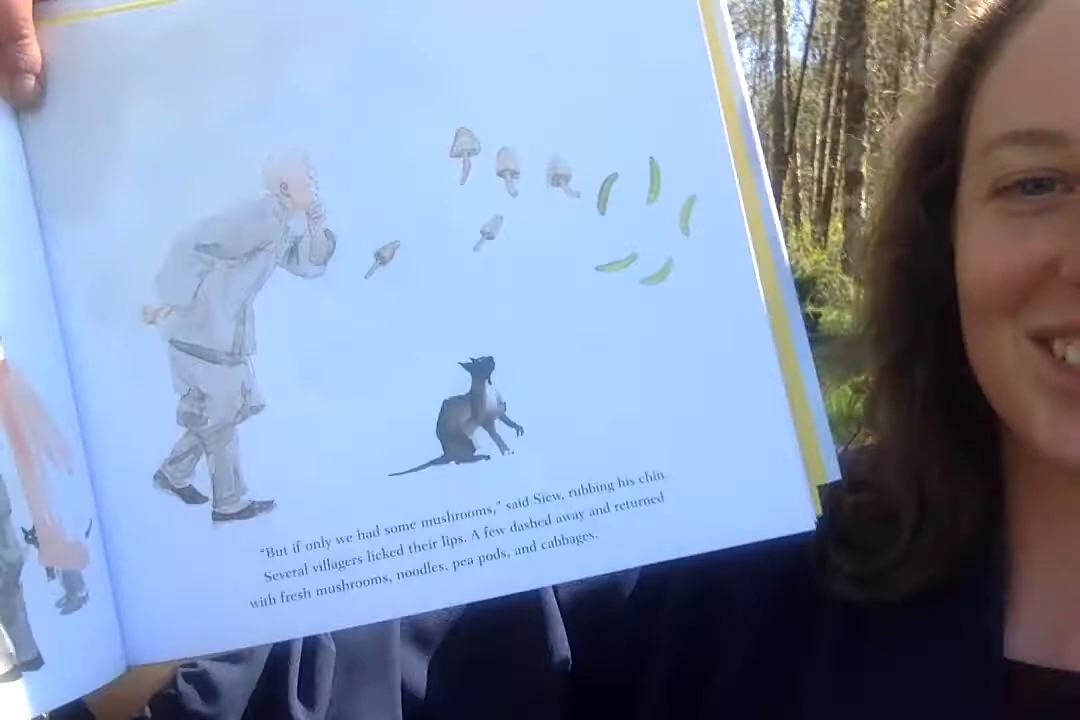 “But if only we had some mushrooms,” said Siew, rubbing his chin
Several villagers licked their lips. A few dashed away and returned
with fresh mushrooms, noodles, pea pods, and cabbages.